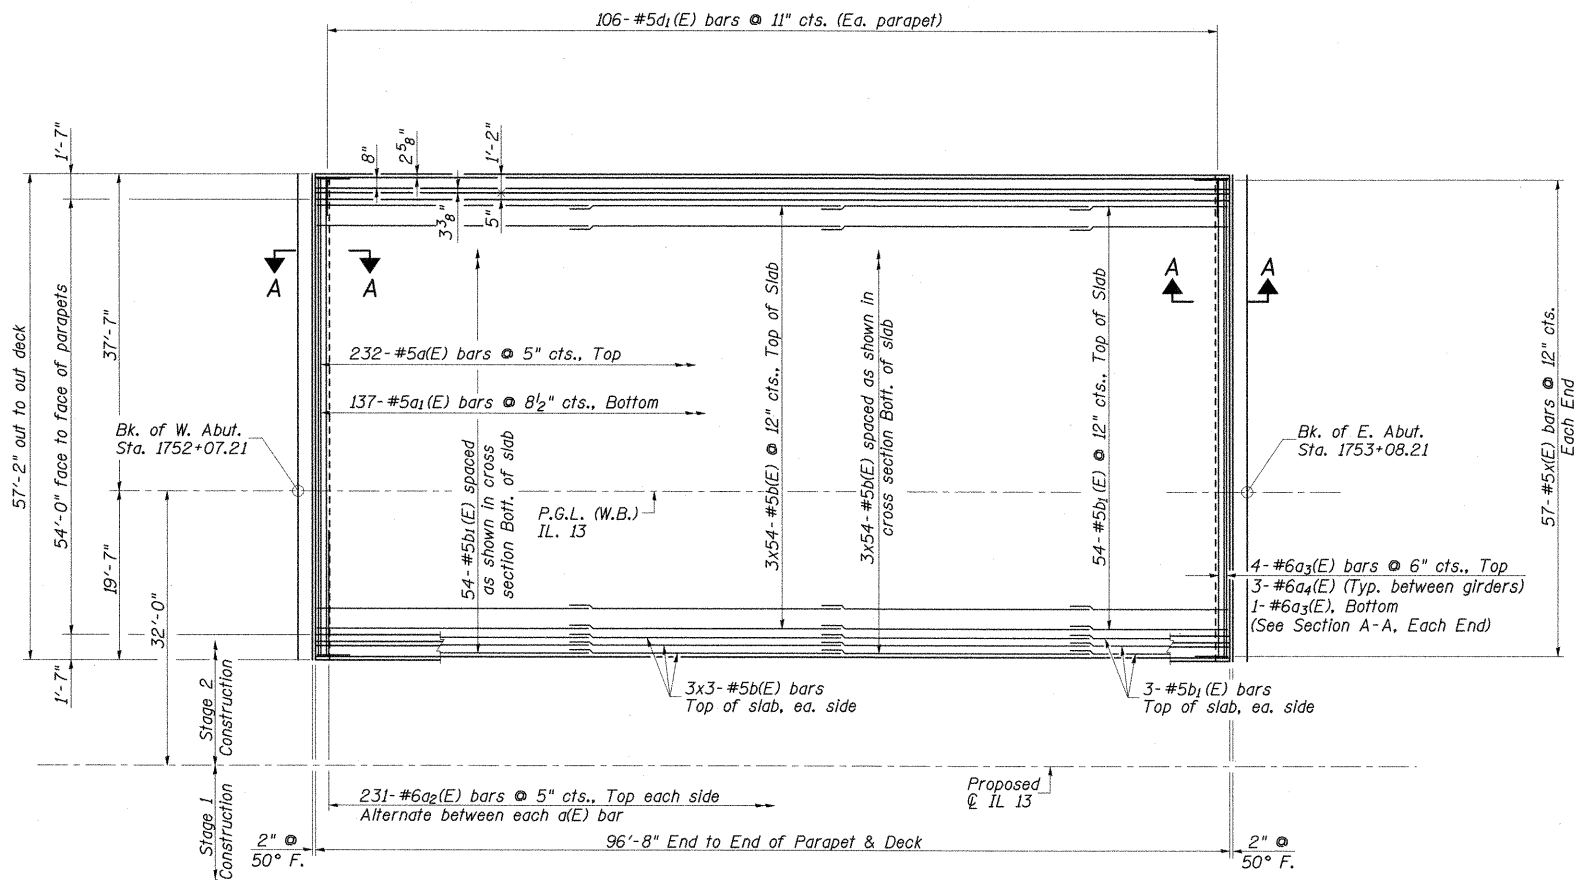 106-#5d₁(E) bars @ 11" cts. (Ea. parapet)
1'-7"
8"
2 5/8"
1'-2"
3 3/8"
5"
57'-2" out to out deck
54'-0" face to face of parapets
37'-7"
19'-7"
32'-0"
1'-7"
A
A
A
A
232-#5a(E) bars @ 5" cts., Top
137-#5a₁(E) bars @ 8½" cts., Bottom
54-#5b₁(E) spaced
as shown in cross
section Bott. of slab
3x54-#5b(E) @ 12" cts., Top of Slab
3x54-#5b(E) spaced as shown in
cross section Bott. of slab
54-#5b₁(E) @ 12" cts., Top of Slab
57-#5x(E) bars @ 12" cts.
Each End
Bk. of W. Abut.
Sta. 1752+07.21
P.G.L. (W.B.)
IL. 13
Bk. of E. Abut.
Sta. 1753+08.21
4-#6a₃(E) bars @ 6" cts., Top
3-#6a₄(E) (Typ. between girders)
1-#6a₃(E), Bottom
(See Section A-A, Each End)
3x3-#5b(E) bars
Top of slab, ea. side
3-#5b₁(E) bars
Top of slab, ea. side
Stage 2
Construction
Stage 1
Construction
Proposed
℄ IL 13
231-#6a₂(E) bars @ 5" cts., Top each side
Alternate between each a(E) bar
2" @
50° F.
96'-8" End to End of Parapet & Deck
2" @
50° F.